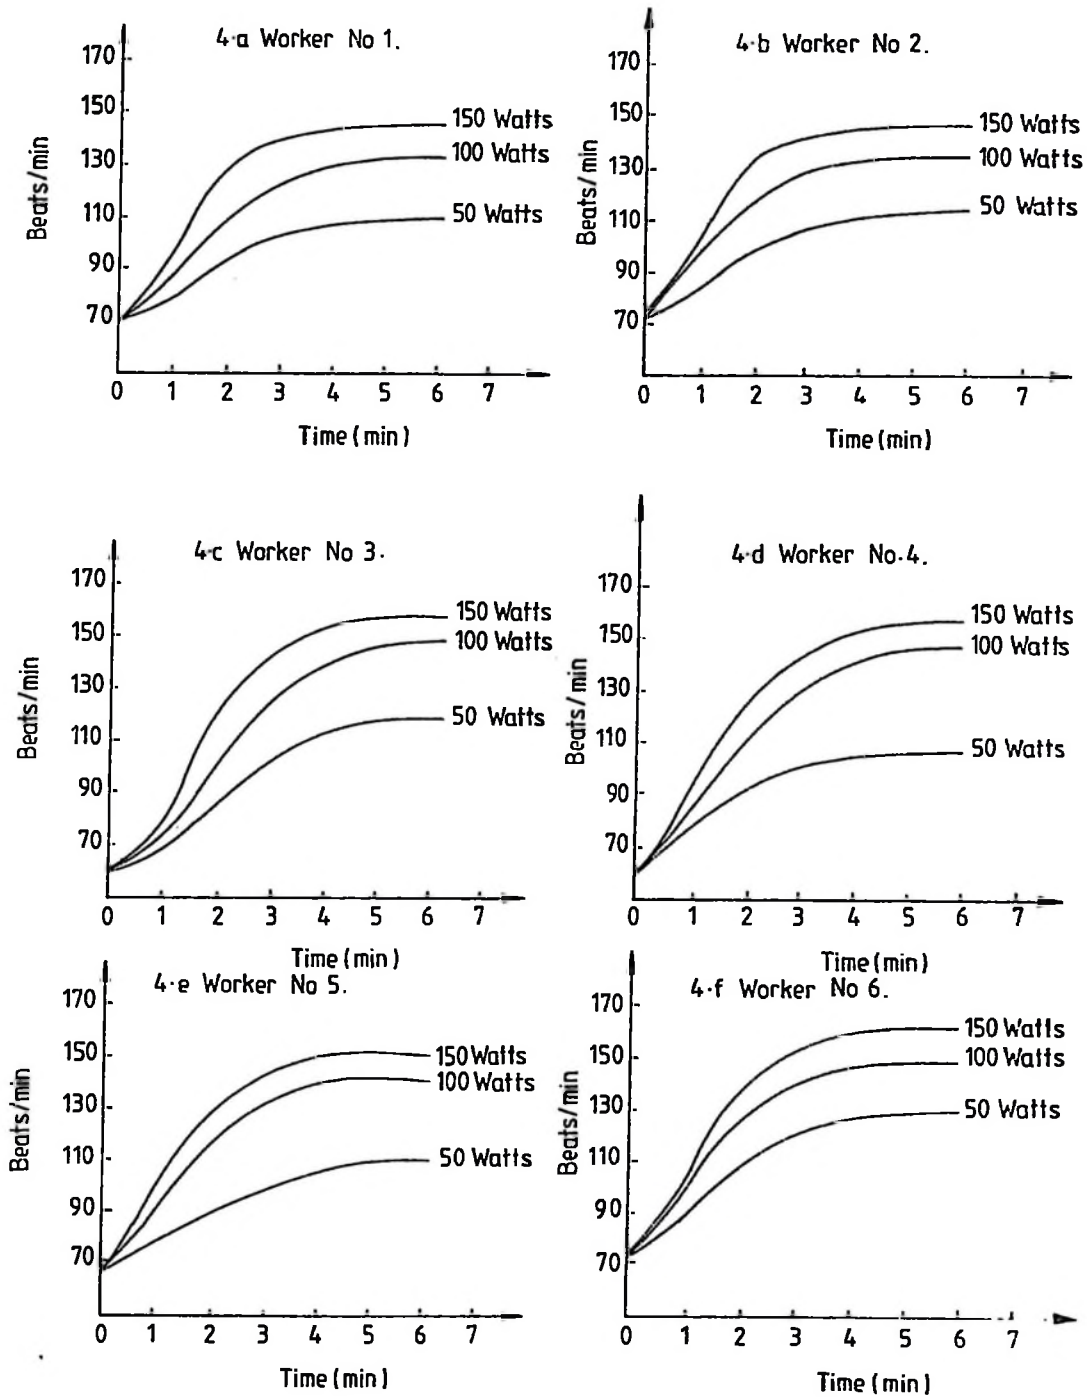 4·a Worker No 1.
170
150
130
110
90
70
Beats/min
150 Watts
100 Watts
50 Watts
0 1 2 3 4 5 6 7
Time (min)
4·b Worker No 2.
170
150
130
110
90
70
Beats/min
150 Watts
100 Watts
50 Watts
0 1 2 3 4 5 6 7
Time (min)
4·c Worker No 3.
170
150
130
110
90
70
Beats/min
150 Watts
100 Watts
50 Watts
0 1 2 3 4 5 6 7
Time (min)
4·d Worker No.4.
170
150
130
110
90
70
Beats/min
150 Watts
100 Watts
50 Watts
0 1 2 3 4 5 6 7
Time (min)
4·e Worker No 5.
170
150
130
110
90
70
Beats/min
150 Watts
100 Watts
50 Watts
0 1 2 3 4 5 6 7
Time (min)
4·f Worker No 6.
170
150
130
110
90
70
Beats/min
150 Watts
100 Watts
50 Watts
0 1 2 3 4 5 6 7
Time (min)